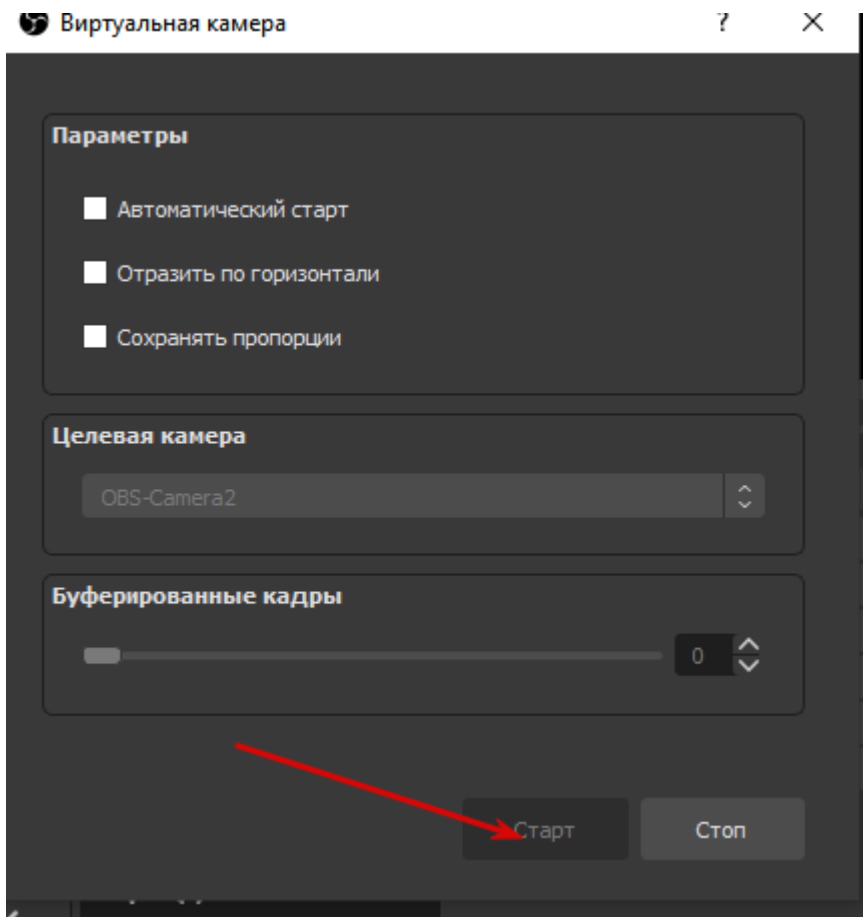 Виртуальная камера ?
Параметры
Автоматический старт
Отразить по горизонтали
Сохранять пропорции
Целевая камера
OBS-Camera2
Буферированные кадры
0
Старт Стоп